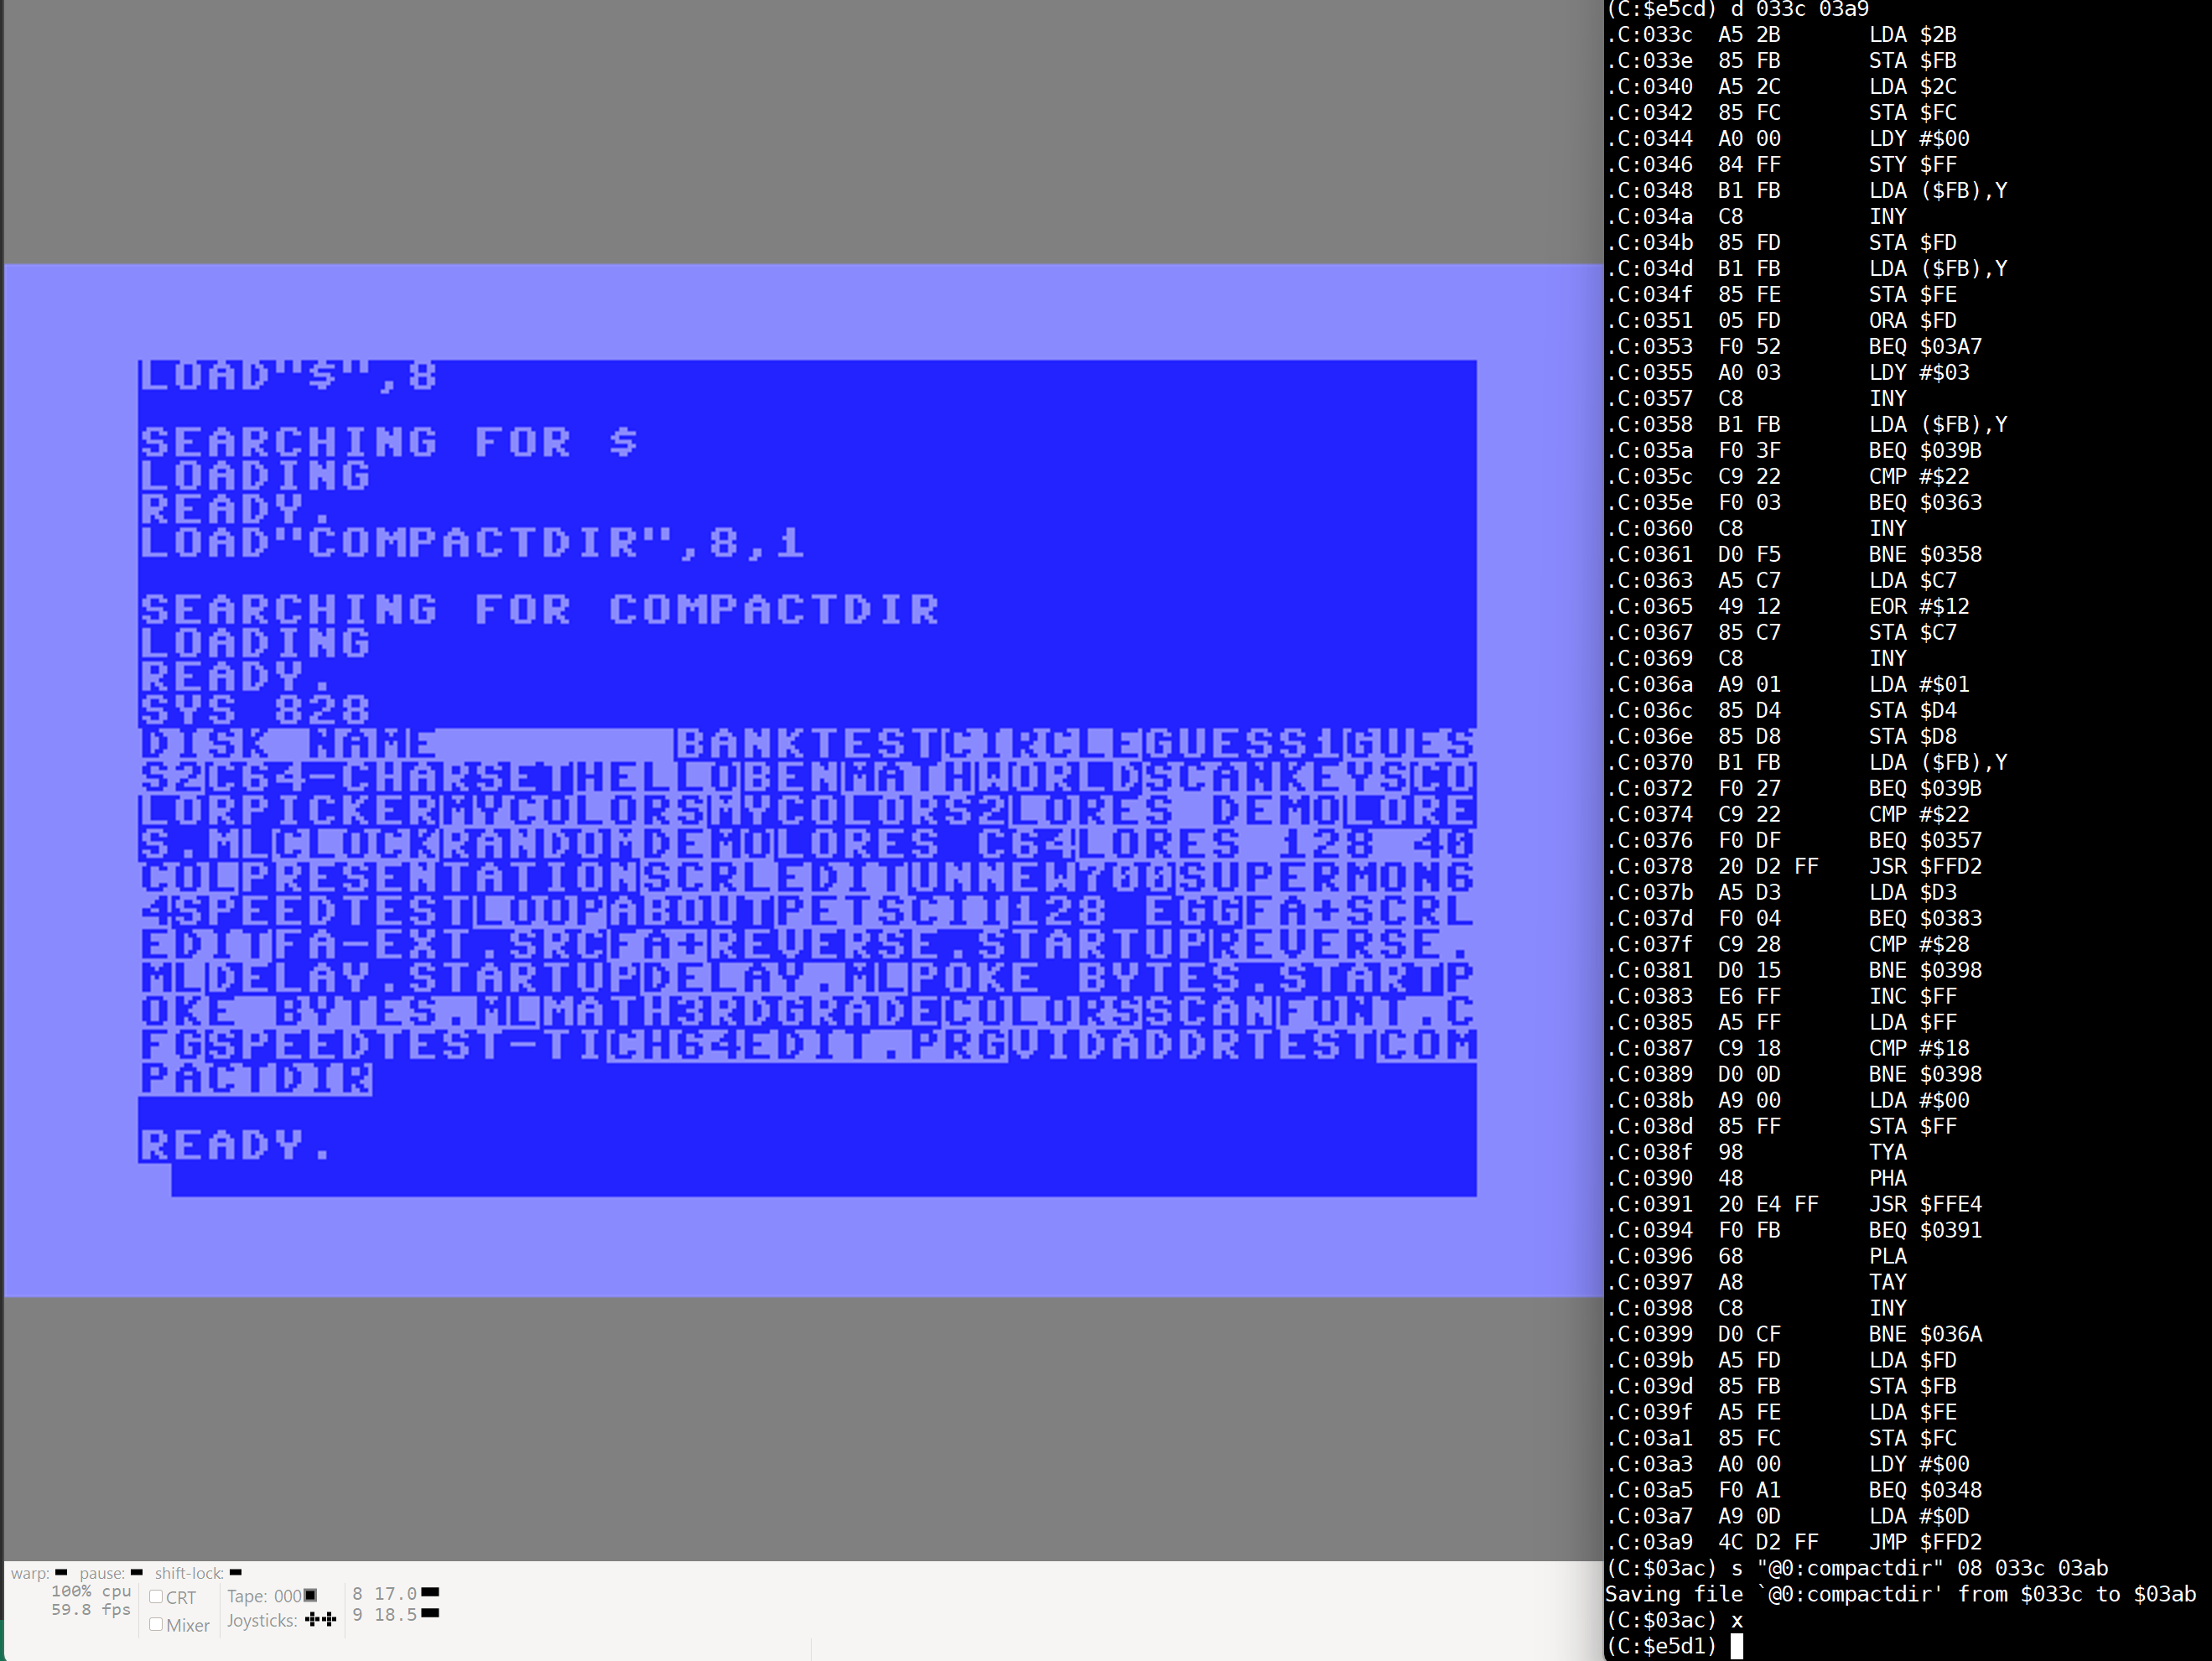 LOAD"$",8
SEARCHING FOR $
LOADING
READY.
LOAD"COMPACTDIR",8,1
SEARCHING FOR COMPACTDIR
LOADING
READY.
SYS 828
DISK NAME       BANKTESTCIRCLEGUESS1GUES
S2C64-CHARSETHELLOBENMATHWORLDSCANKEYSCO
LORPICKERMYCOLORSMYCOLORS2LORES DEMOLORE
S.MLCLOCKRANDOMDEMOLORES C64LORES 128 40
COLPRESENTATIONSCRLEDITUNNEW700SUPERMON6
4SPEEDTESTLOOPABOUTPETSCII128 EGGFA+SCRL
EDITFA-EXT.SRCFA+REVERSE.STARTUPREVERSE.
MLDELAY.STARTUPDELAY.MLPOKE BYTES.STARTP
OKE BYTES.MLMATH3RDGRADECOLORSSCANFONT.C
FGSPEEDTEST-TICH64EDIT.PRGVIDADDRTESTCOM
PACTDIR
READY.
warp: pause: shift-lock:
100% cpu
59.8 fps
CRT
Mixer
Tape: 000
Joysticks:
8 17.0
9 18.5
(C:$e5cd) d 033c 03a9
.C:033c  A5 2B       LDA $2B
.C:033e  85 FB       STA $FB
.C:0340  A5 2C       LDA $2C
.C:0342  85 FC       STA $FC
.C:0344  A0 00       LDY #$00
.C:0346  84 FF       STY $FF
.C:0348  B1 FB       LDA ($FB),Y
.C:034a  C8          INY
.C:034b  85 FD       STA $FD
.C:034d  B1 FB       LDA ($FB),Y
.C:034f  85 FE       STA $FE
.C:0351  05 FD       ORA $FD
.C:0353  F0 52       BEQ $03A7
.C:0355  A0 03       LDY #$03
.C:0357  C8          INY
.C:0358  B1 FB       LDA ($FB),Y
.C:035a  F0 3F       BEQ $039B
.C:035c  C9 22       CMP #$22
.C:035e  F0 03       BEQ $0363
.C:0360  C8          INY
.C:0361  D0 F5       BNE $0358
.C:0363  A5 C7       LDA $C7
.C:0365  49 12       EOR #$12
.C:0367  85 C7       STA $C7
.C:0369  C8          INY
.C:036a  A9 01       LDA #$01
.C:036c  85 D4       STA $D4
.C:036e  85 D8       STA $D8
.C:0370  B1 FB       LDA ($FB),Y
.C:0372  F0 27       BEQ $039B
.C:0374  C9 22       CMP #$22
.C:0376  F0 DF       BEQ $0357
.C:0378  20 D2 FF    JSR $FFD2
.C:037b  A5 D3       LDA $D3
.C:037d  F0 04       BEQ $0383
.C:037f  C9 28       CMP #$28
.C:0381  D0 15       BNE $0398
.C:0383  E6 FF       INC $FF
.C:0385  A5 FF       LDA $FF
.C:0387  C9 18       CMP #$18
.C:0389  D0 0D       BNE $0398
.C:038b  A9 00       LDA #$00
.C:038d  85 FF       STA $FF
.C:038f  98          TYA
.C:0390  48          PHA
.C:0391  20 E4 FF    JSR $FFE4
.C:0394  F0 FB       BEQ $0391
.C:0396  68          PLA
.C:0397  A8          TAY
.C:0398  C8          INY
.C:0399  D0 CF       BNE $036A
.C:039b  A5 FD       LDA $FD
.C:039d  85 FB       STA $FB
.C:039f  A5 FE       LDA $FE
.C:03a1  85 FC       STA $FC
.C:03a3  A0 00       LDY #$00
.C:03a5  F0 A1       BEQ $0348
.C:03a7  A9 0D       LDA #$0D
.C:03a9  4C D2 FF    JMP $FFD2
(C:$03ac) s "@0:compactdir" 08 033c 03ab
Saving file `@0:compactdir' from $033c to $03ab
(C:$03ac) x
(C:$e5d1)